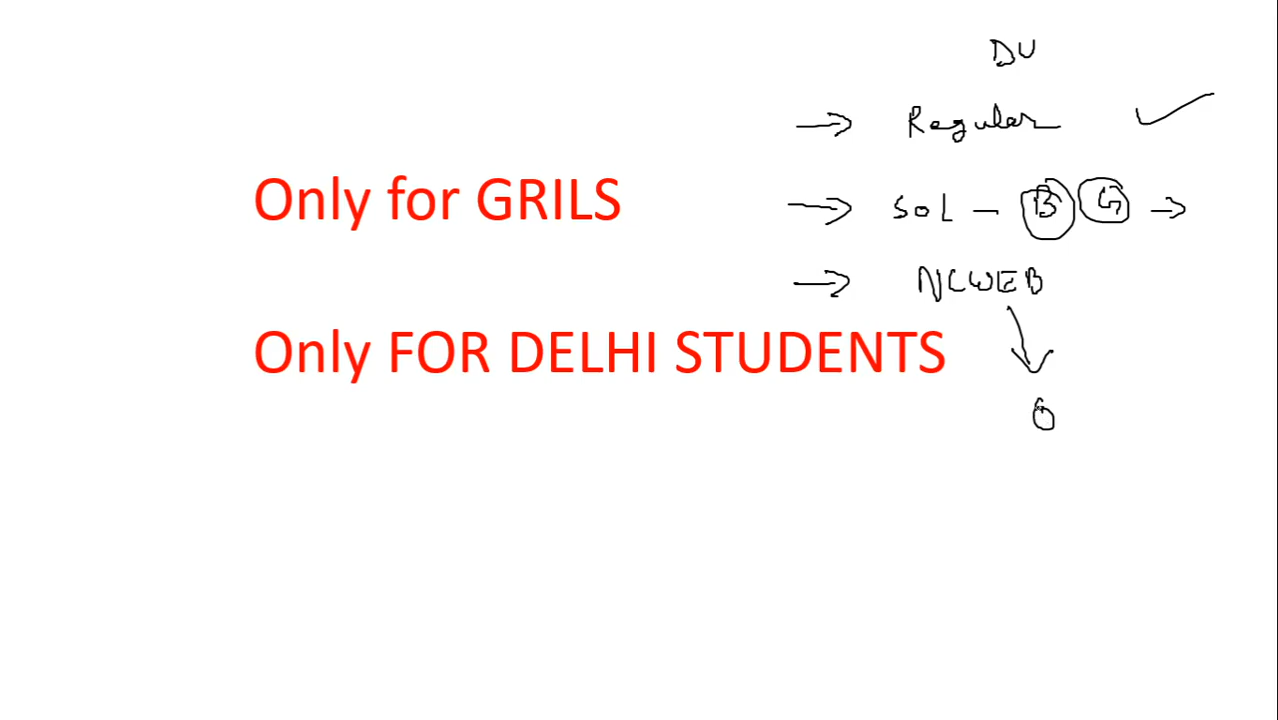 DU
→ Regular ✓
Only for GRILS
→ SOL – B G →
→ NCWEB
Only FOR DELHI STUDENTS